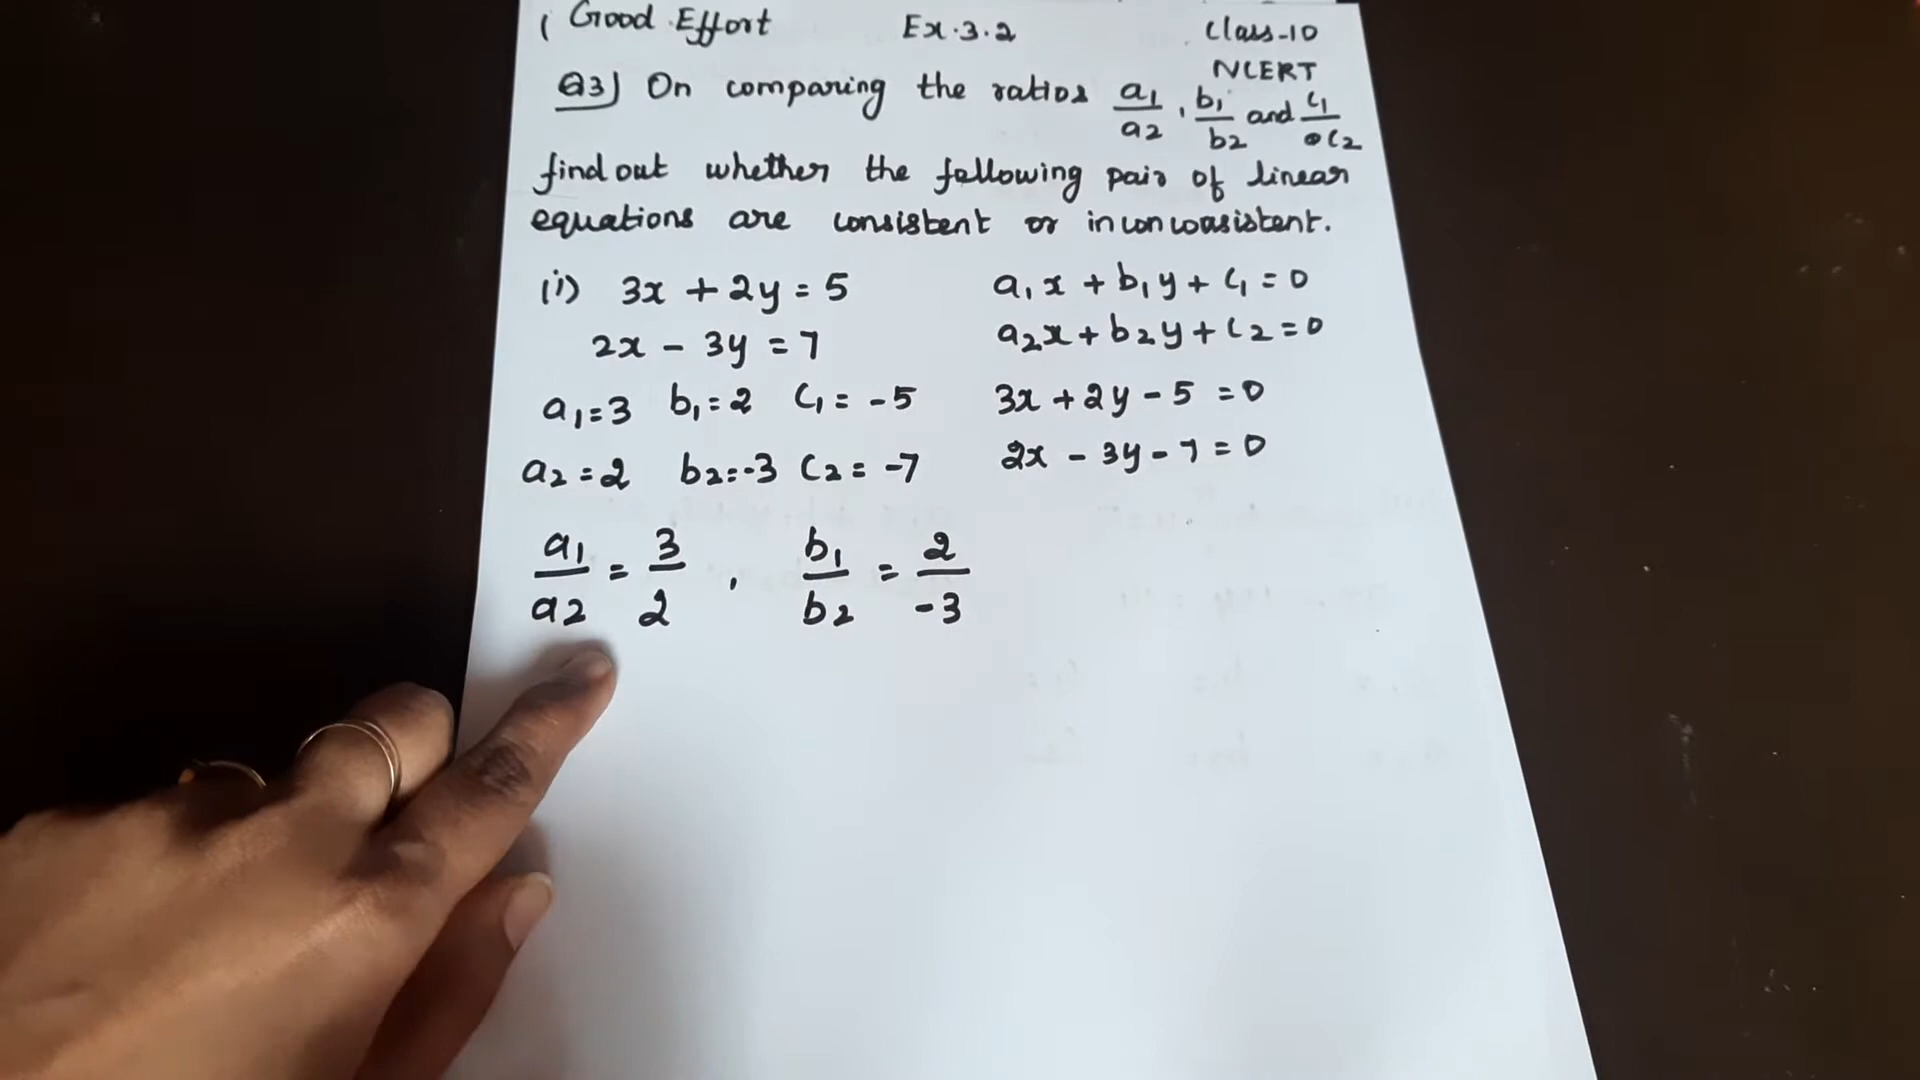 Good Effort Ex.3.2 Class-10
NCERT
Q3) On comparing the ratios a1/a2, b1/b2 and c1/c2
find out whether the following pair of linear
equations are consistent or inconconsistent.
(i) 3x + 2y = 5 a1x + b1y + c1 = 0
2x - 3y = 7 a2x + b2y + c2 = 0
a1=3 b1=2 c1= -5 3x + 2y - 5 = 0
a2=2 b2=-3 c2= -7 2x - 3y - 7 = 0
a1/a2 = 3/2, b1/b2 = 2/-3